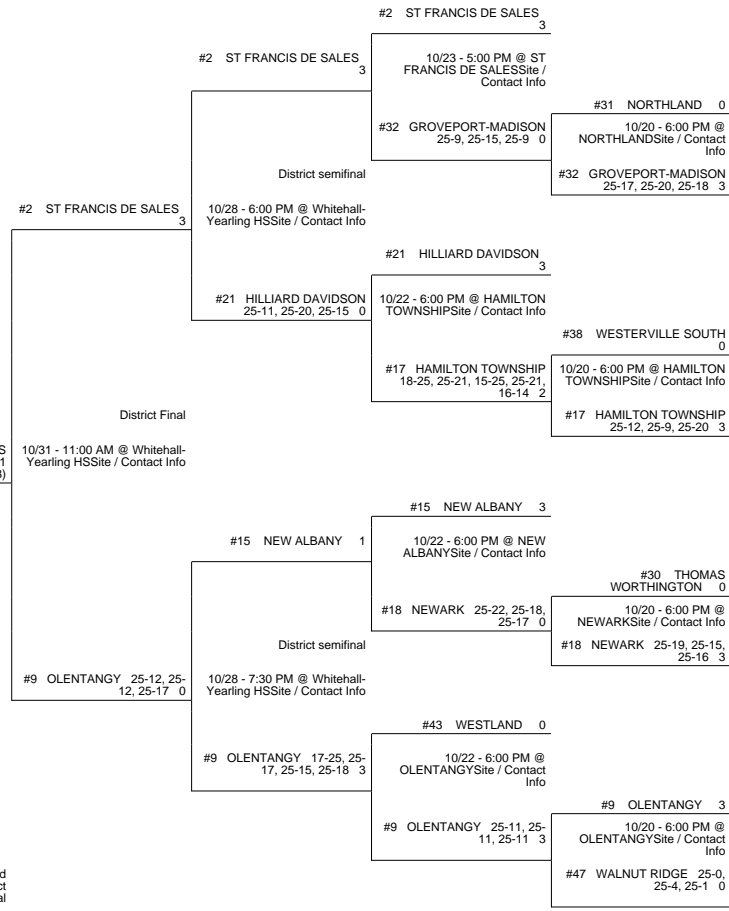 #2 ST FRANCIS DE SALES
3
#2 ST FRANCIS DE SALES
3
10/23 - 5:00 PM @ ST
FRANCIS DE SALESSite /
Contact Info
#31 NORTHLAND 0
#32 GROVEPORT-MADISON
25-9, 25-15, 25-9 0
10/20 - 6:00 PM @
NORTHLANDSite / Contact
Info
District semifinal
#32 GROVEPORT-MADISON
25-17, 25-20, 25-18 3
#2 ST FRANCIS DE SALES
3
10/28 - 6:00 PM @ Whitehall-
Yearling HSSite / Contact Info
#21 HILLIARD DAVIDSON
3
#21 HILLIARD DAVIDSON
25-11, 25-20, 25-15 0
10/22 - 6:00 PM @ HAMILTON
TOWNSHIPSite / Contact Info
#38 WESTERVILLE SOUTH
0
#17 HAMILTON TOWNSHIP
18-25, 25-21, 15-25, 25-21,
16-14 2
10/20 - 6:00 PM @ HAMILTON
TOWNSHIPSite / Contact Info
District Final
#17 HAMILTON TOWNSHIP
25-12, 25-9, 25-20 3
S
1
3)
10/31 - 11:00 AM @ Whitehall-
Yearling HSSite / Contact Info
#15 NEW ALBANY 3
#15 NEW ALBANY 1
10/22 - 6:00 PM @ NEW
ALBANYSite / Contact Info
#30 THOMAS
WORTHINGTON 0
#18 NEWARK 25-22, 25-18,
25-17 0
10/20 - 6:00 PM @
NEWARKSite / Contact Info
District semifinal
#18 NEWARK 25-19, 25-15,
25-16 3
#9 OLENTANGY 25-12, 25-
12, 25-17 0
10/28 - 7:30 PM @ Whitehall-
Yearling HSSite / Contact Info
#43 WESTLAND 0
#9 OLENTANGY 17-25, 25-
17, 25-15, 25-18 3
10/22 - 6:00 PM @
OLENTANGYSite / Contact
Info
#9 OLENTANGY 3
#9 OLENTANGY 25-11, 25-
11, 25-11 3
10/20 - 6:00 PM @
OLENTANGYSite / Contact
Info
#47 WALNUT RIDGE 25-0,
25-4, 25-1 0
d
ct
al